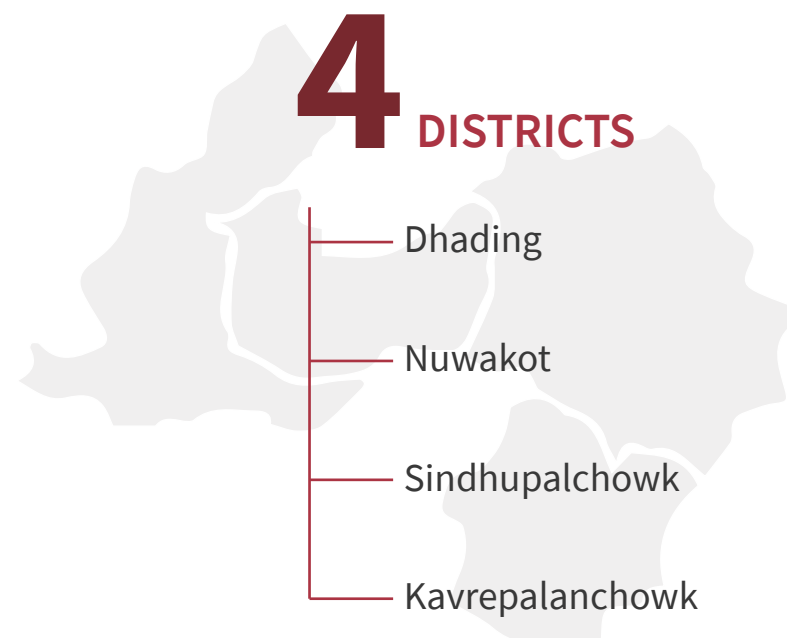 4 DISTRICTS
Dhading
Nuwakot
Sindhupalchowk
Kavrepalanchowk